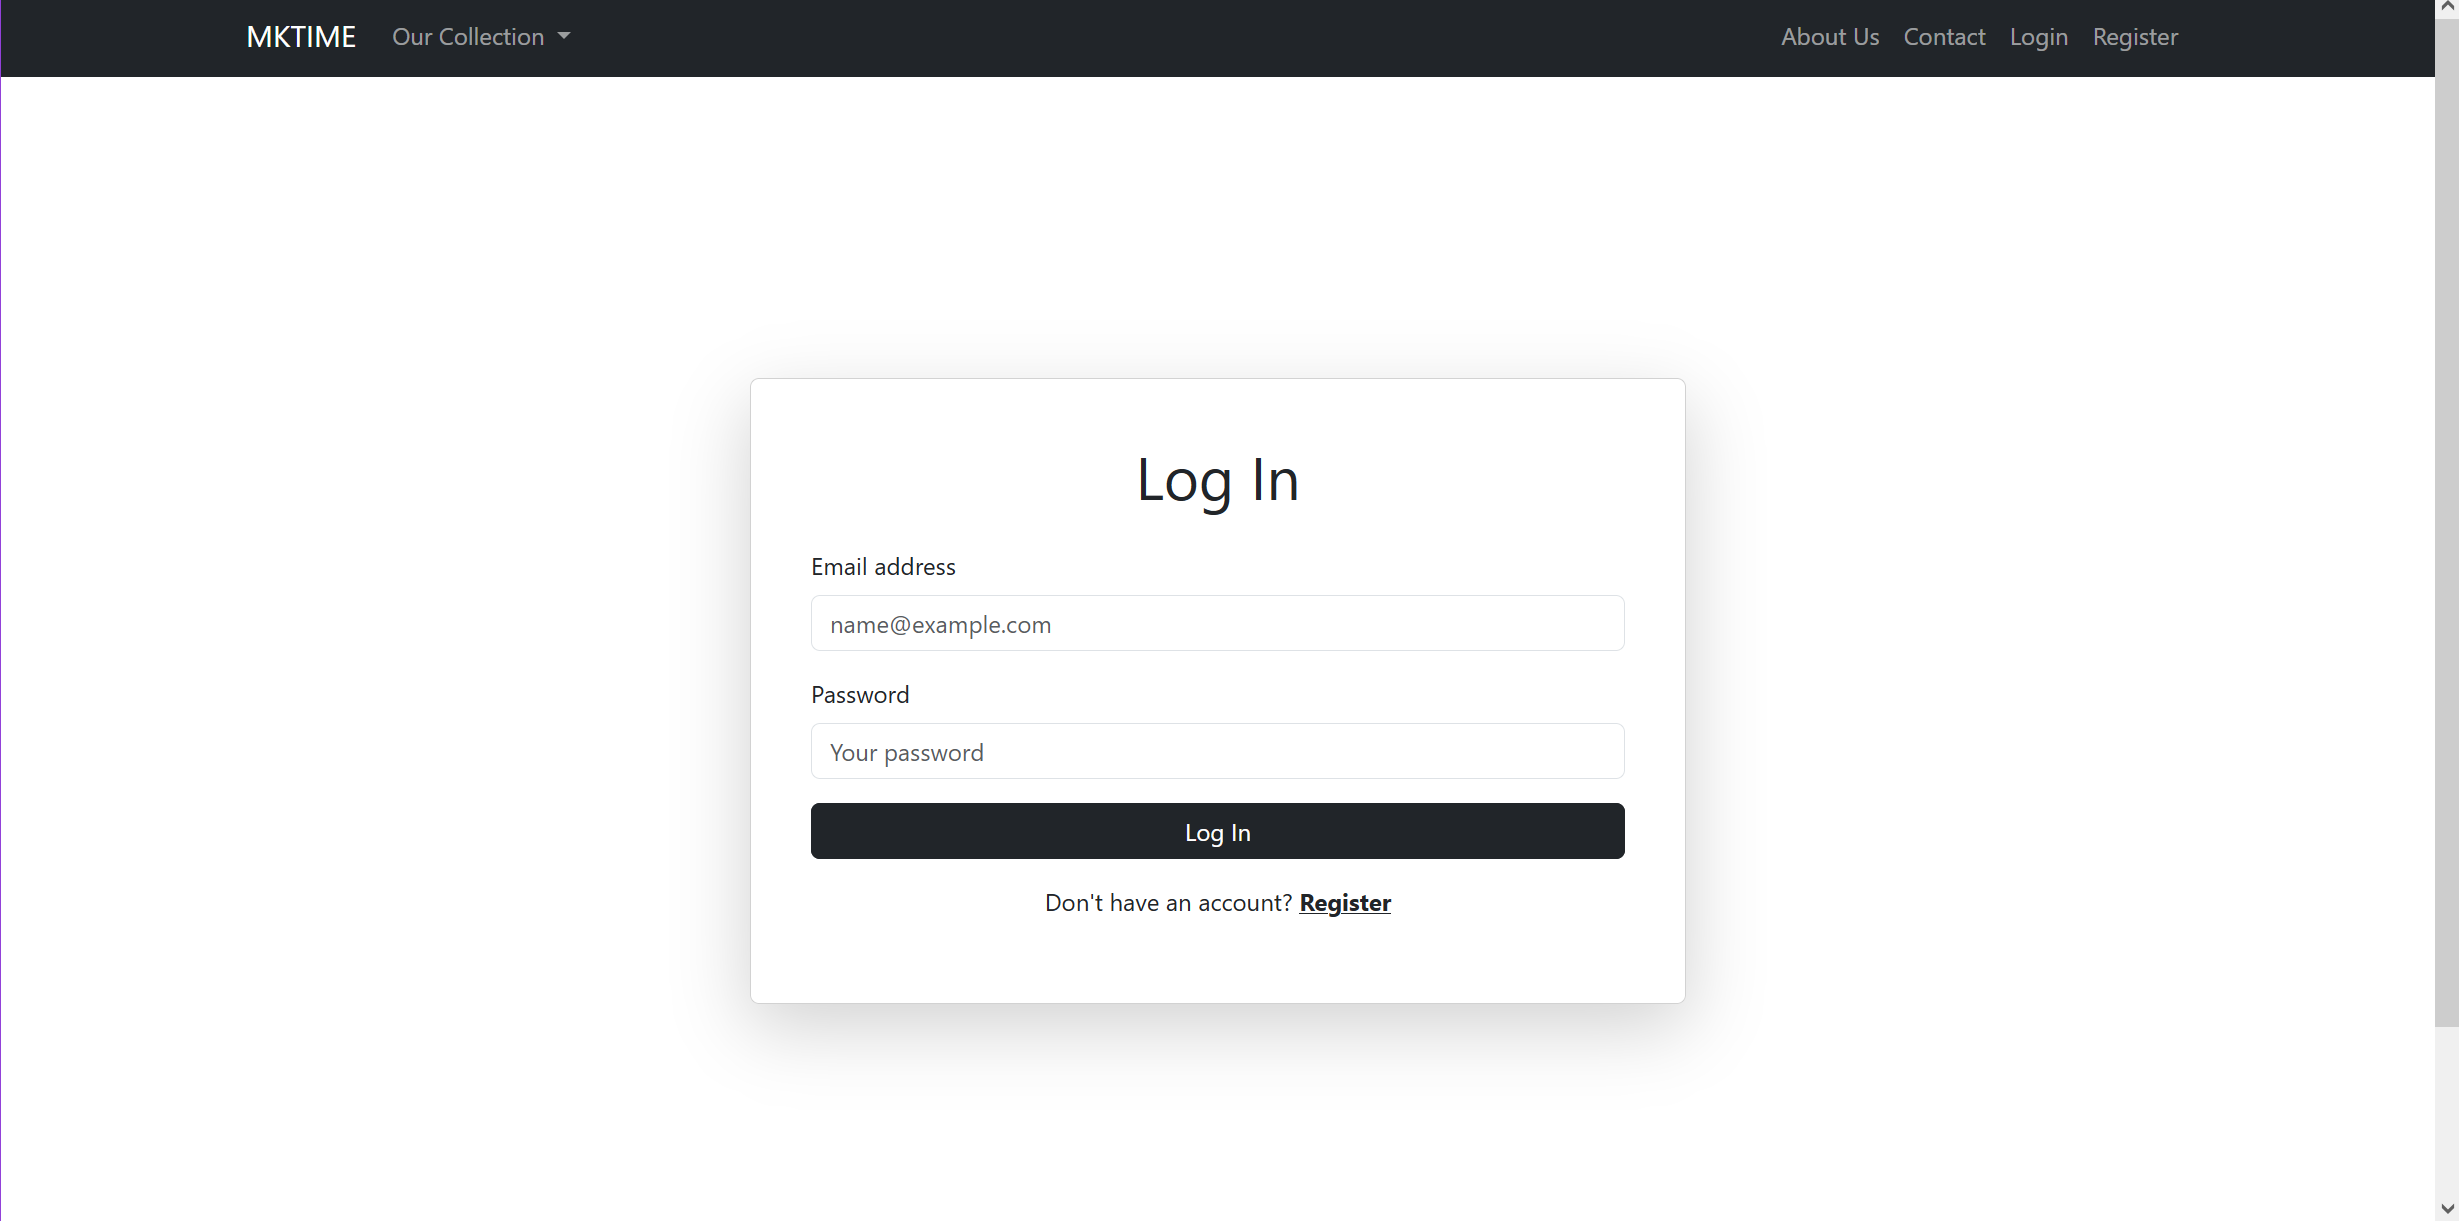 MKTIME Our Collection About Us Contact Login Register
Log In
Email address
name@example.com
Password
Your password
Log In
Don't have an account? Register